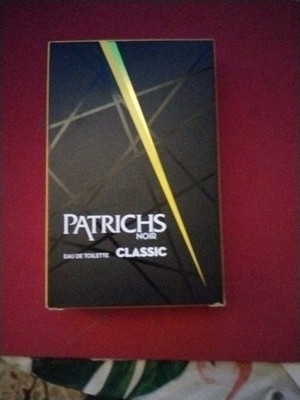 PATRICHS
NOIR
EAU DE TOILETTE CLASSIC